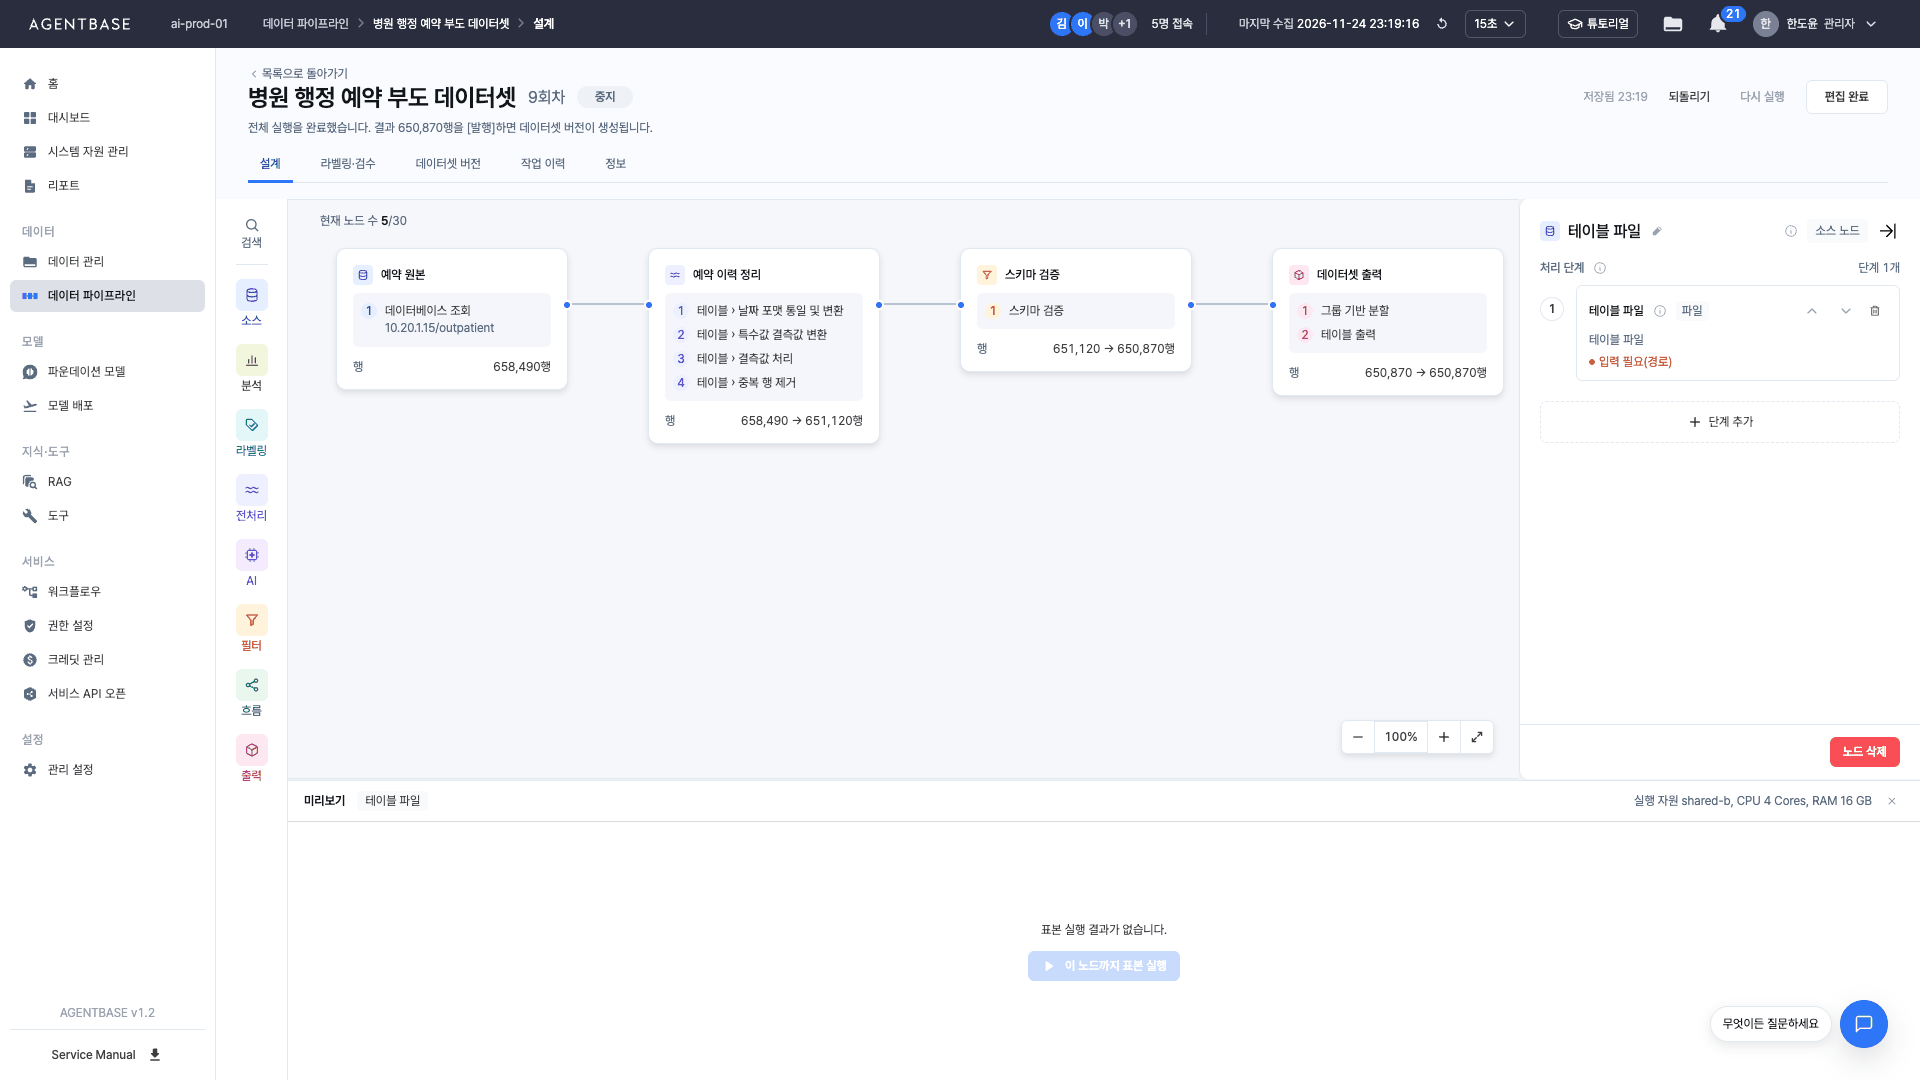 AGENTBASE
ai-prod-01
데이터 파이프라인
병원 행정 예약 부도 데이터셋
설계
김
이
박
+1
5명 접속
마지막 수집 2026-11-24 23:19:16
15초
튜토리얼
21
한
한도윤 관리자
홈
대시보드
시스템 자원 관리
리포트
데이터
데이터 관리
데이터 파이프라인
모델
파운데이션 모델
모델 배포
지식·도구
RAG
도구
서비스
워크플로우
권한 설정
크레딧 관리
서비스 API 오픈
설정
관리 설정
AGENTBASE v1.2
Service Manual
목록으로 돌아가기
병원 행정 예약 부도 데이터셋
9회차
중지
저장됨 23:19
되돌리기
다시 실행
편집 완료
전체 실행을 완료했습니다. 결과 650,870행을 [발행]하면 데이터셋 버전이 생성됩니다.
설계
라벨링·검수
데이터셋 버전
작업 이력
정보
검색
소스
분석
라벨링
전처리
AI
필터
흐름
출력
현재 노드 수 5/30
예약 원본
1 데이터베이스 조회
10.20.1.15/outpatient
행 658,490행
예약 이력 정리
1 테이블 › 날짜 포맷 통일 및 변환
2 테이블 › 특수값 결측값 변환
3 테이블 › 결측값 처리
4 테이블 › 중복 행 제거
행 658,490 → 651,120행
스키마 검증
1 스키마 검증
행 651,120 → 650,870행
데이터셋 출력
1 그룹 기반 분할
2 테이블 출력
행 650,870 → 650,870행
100%
테이블 파일
소스 노드
처리 단계
단계 1개
1
테이블 파일
파일
테이블 파일
입력 필요(경로)
단계 추가
노드 삭제
미리보기
테이블 파일
실행 자원 shared-b, CPU 4 Cores, RAM 16 GB
표본 실행 결과가 없습니다.
이 노드까지 표본 실행
무엇이든 질문하세요